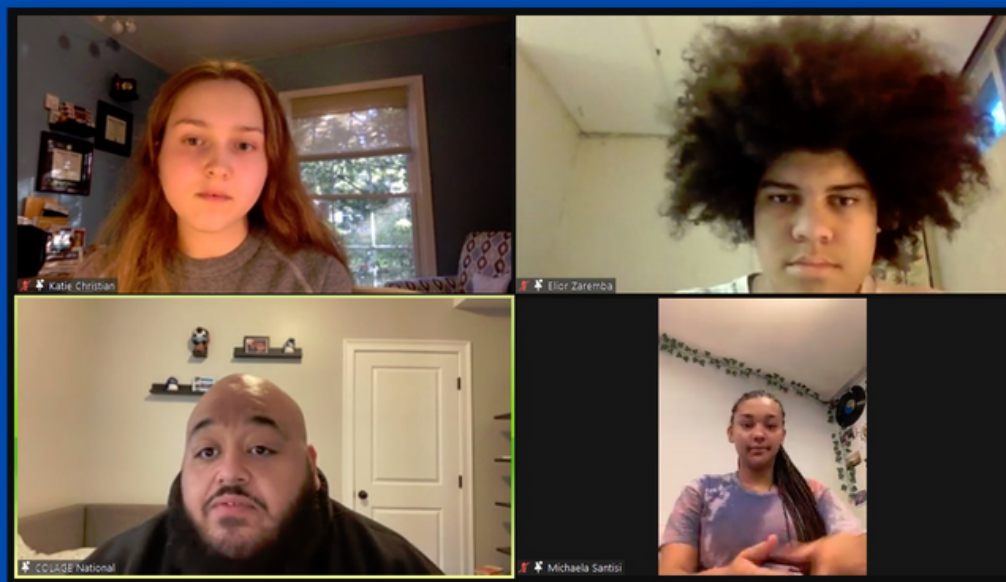 Katie Christian
Elior Zaremba
COLAGE National
Michaela Santisi